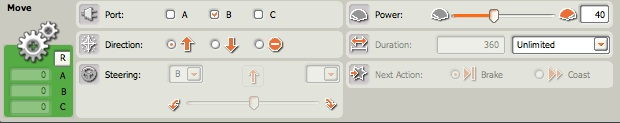 Move
Port: A B C
Power: 40
R
Direction:
Duration: 360 Unlimited
0 A
Steering: B
Next Action: Brake Coast
0 B
0 C